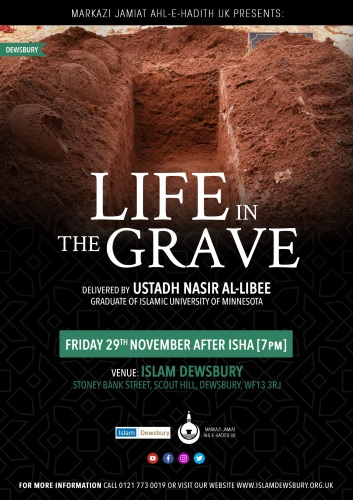 MARKAZI JAMIAT AHL-E-HADITH UK PRESENTS:
DEWSBURY
LIFE IN
THE GRAVE
DELIVERED BY USTADH NASIR AL-LIBEE
GRADUATE OF ISLAMIC UNIVERSITY OF MINNESOTA
FRIDAY 29TH NOVEMBER AFTER ISHA [7PM]
VENUE: ISLAM DEWSBURY
STONEY BANK STREET, SCOUT HILL, DEWSBURY, WF13 3RJ
Islam Dewsbury
MARKAZI JAMIAT
AHL-E-HADITH UK
FOR MORE INFORMATION CALL 0121 773 0019 OR VISIT OUR WEBSITE WWW.ISLAMDEWSBURY.ORG.UK